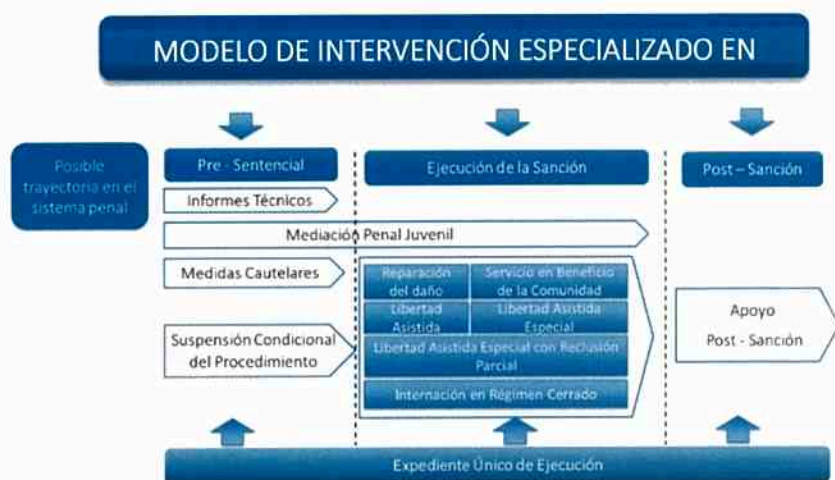 MODELO DE INTERVENCIÓN ESPECIALIZADO EN
Posible
trayectoria en el
sistema penal
Pre - Sentencial
Ejecución de la Sanción
Post – Sanción
Informes Técnicos
Mediación Penal Juvenil
Medidas Cautelares
Suspensión Condicional
del Procedimiento
Reparación
del daño
Servicio en Beneficio
de la Comunidad
Libertad
Asistida
Libertad Asistida
Especial
Libertad Asistida Especial con Reclusión
Parcial
Internación en Régimen Cerrado
Apoyo
Post - Sanción
Expediente Único de Ejecución